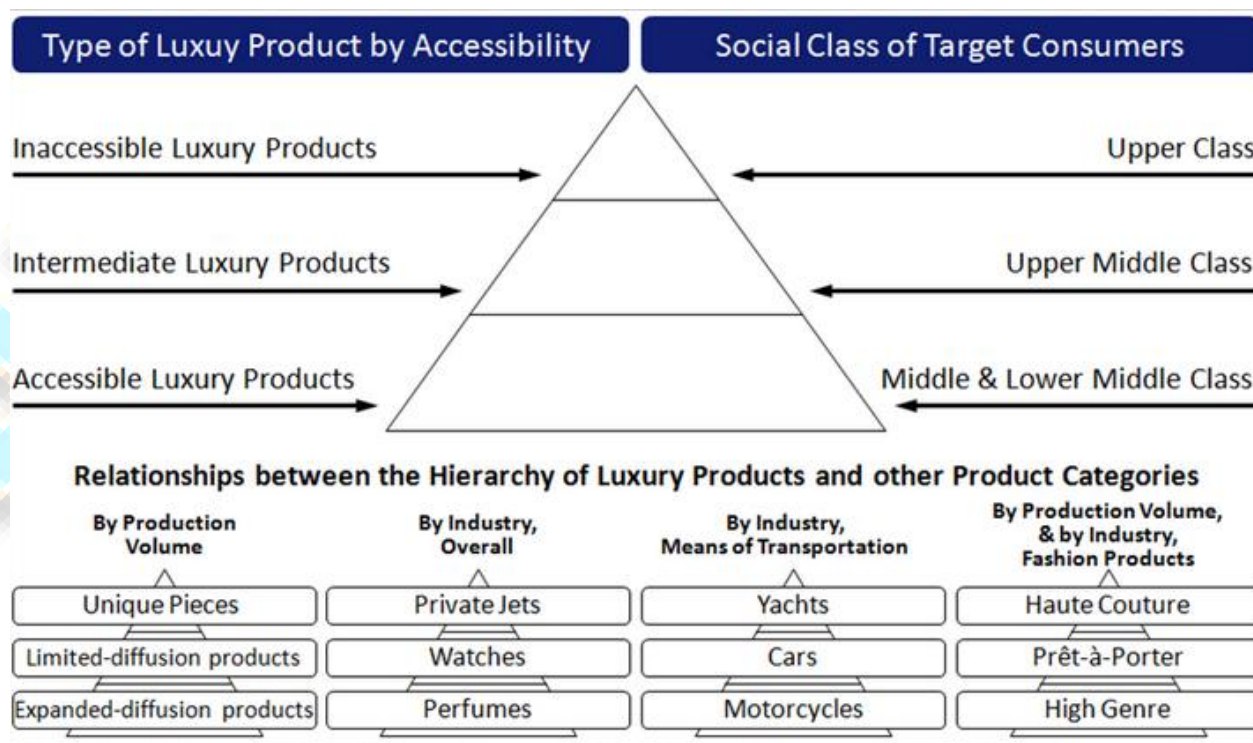 Type of Luxuy Product by Accessibility
Social Class of Target Consumers
Inaccessible Luxury Products
Upper Class
Intermediate Luxury Products
Upper Middle Class
Accessible Luxury Products
Middle & Lower Middle Class
Relationships between the Hierarchy of Luxury Products and other Product Categories
By Production
Volume
By Industry,
Overall
By Industry,
Means of Transportation
By Production Volume,
& by Industry,
Fashion Products
Unique Pieces
Private Jets
Yachts
Haute Couture
Limited-diffusion products
Watches
Cars
Prêt-à-Porter
Expanded-diffusion products
Perfumes
Motorcycles
High Genre